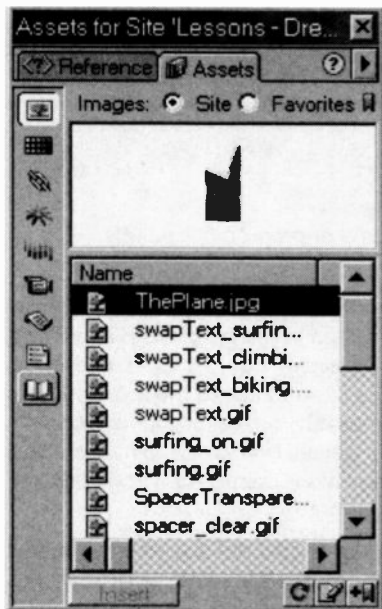 Assets for Site 'Lessons - Dre...
<?> Reference Assets ?
Images: Site Favorites
Name
ThePlane.jpg
swapText_surfin...
swapText_climbi...
swapText_biking....
swapText.gif
surfing_on.gif
surfing.gif
SpacerTranspare...
spacer_clear.gif
Insert